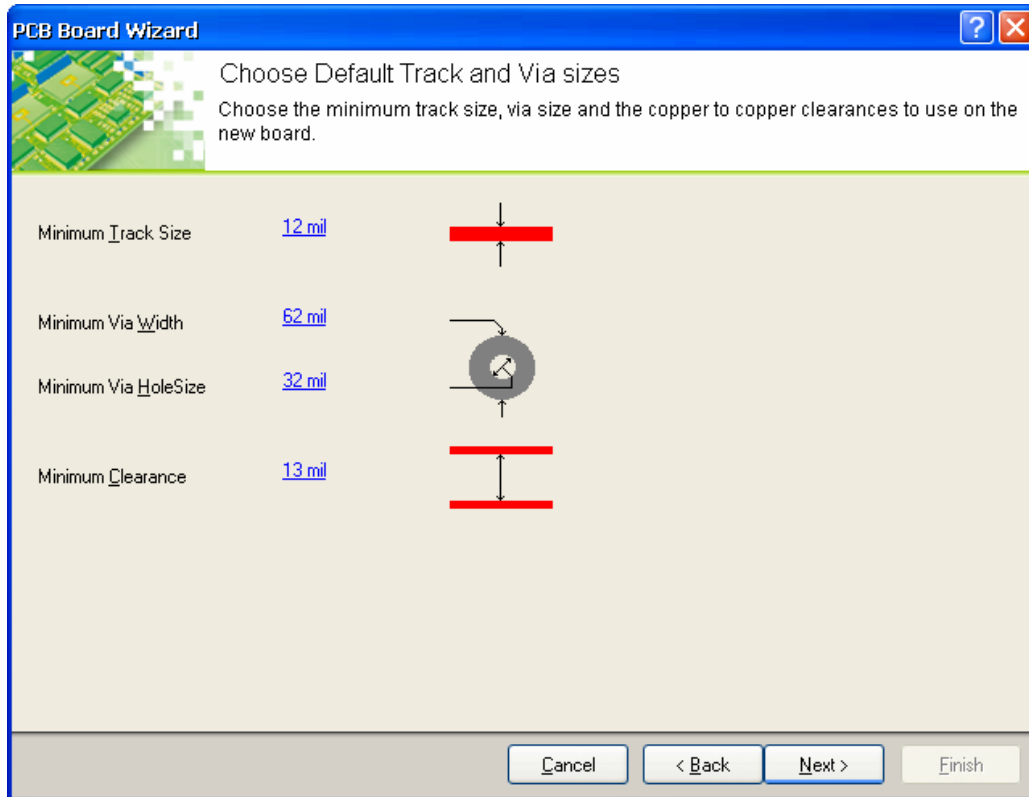 PCB Board Wizard
?
Choose Default Track and Via sizes
Choose the minimum track size, via size and the copper to copper clearances to use on the
new board.
Minimum Track Size 12 mil
Minimum Via Width 62 mil
Minimum Via HoleSize 32 mil
Minimum Clearance 13 mil
Cancel < Back Next > Finish